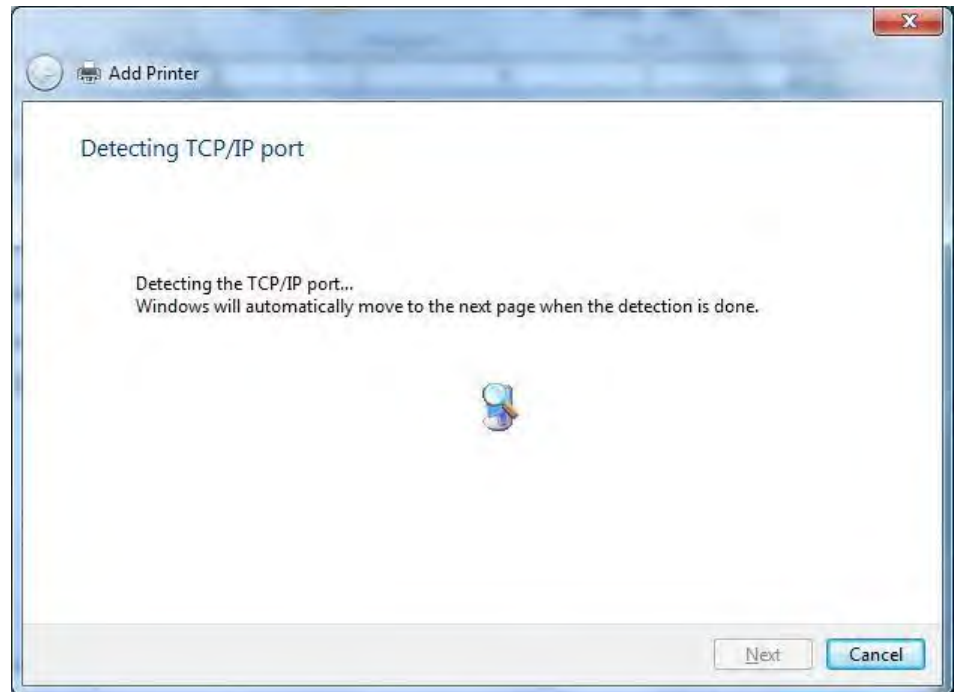 Add Printer
Detecting TCP/IP port
Detecting the TCP/IP port...
Windows will automatically move to the next page when the detection is done.
Next
Cancel